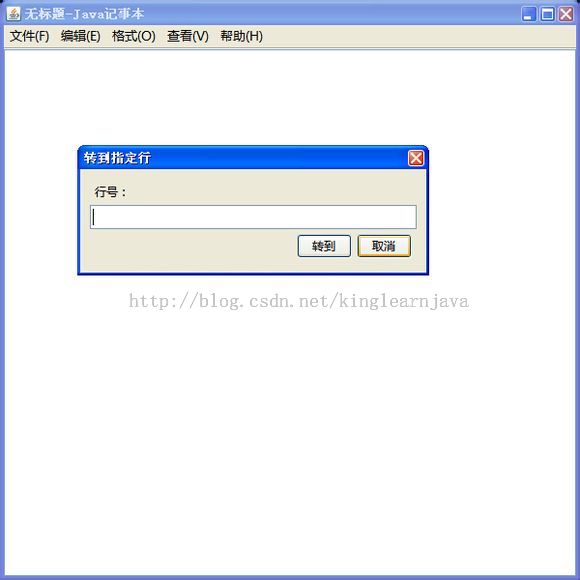 无标题-Java记事本
文件(F) 编辑(E) 格式(O) 查看(V) 帮助(H)
转到指定行
行号：
转到 取消
http://blog.csdn.net/kinglearnjava